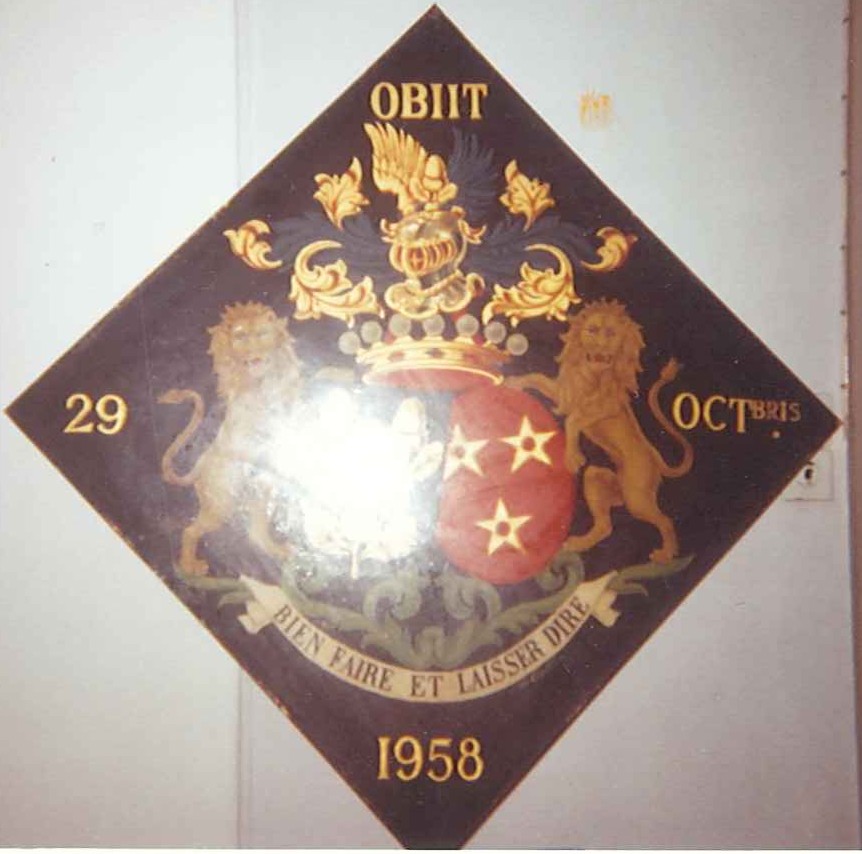 OBIIT
29 OCTBRIS.
BIEN FAIRE ET LAISSER DIRE
1958